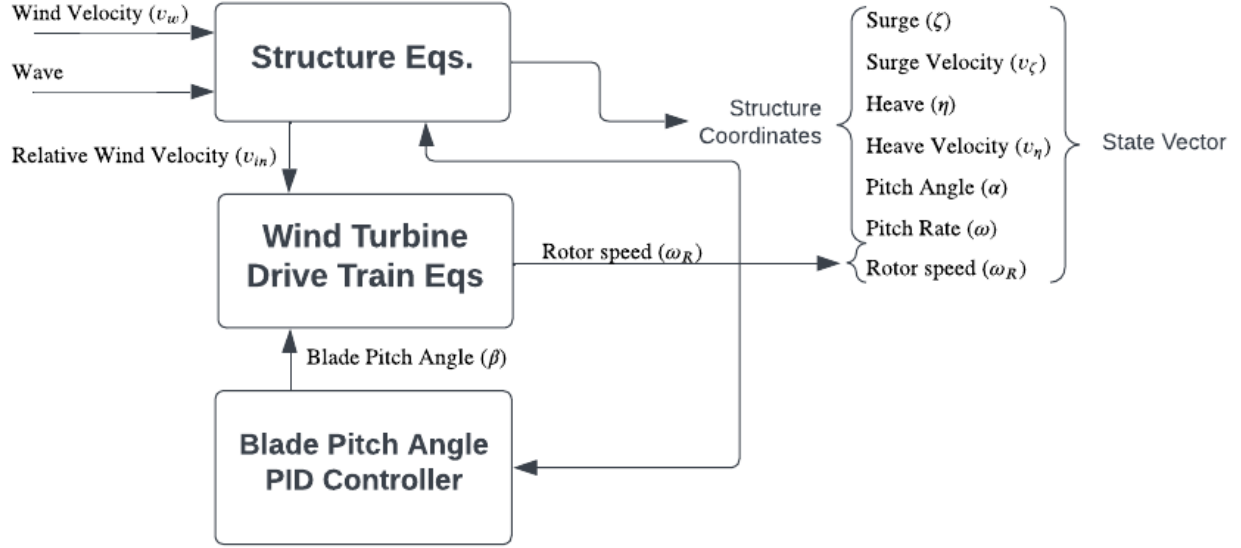 Wind Velocity (v_w)
Wave
Structure Eqs.
Relative Wind Velocity (v_in)
Wind Turbine
Drive Train Eqs
Rotor speed (ω_R)
Blade Pitch Angle (β)
Blade Pitch Angle
PID Controller
Structure
Coordinates
Surge (ζ)
Surge Velocity (v_ζ)
Heave (η)
Heave Velocity (v_η)
Pitch Angle (α)
Pitch Rate (ω)
Rotor speed (ω_R)
State Vector